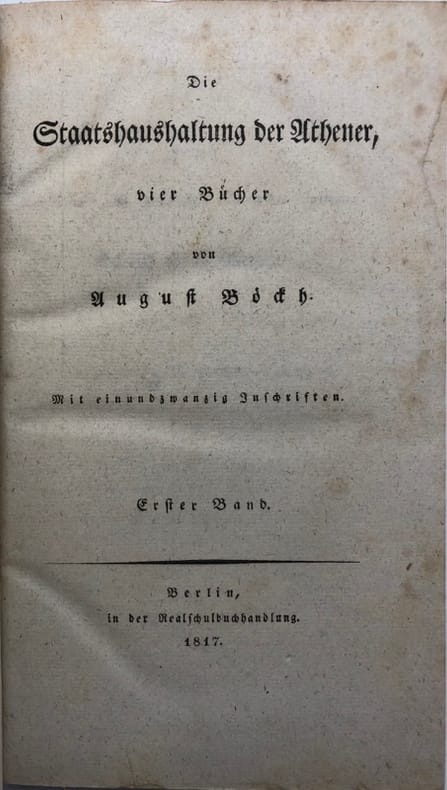 Die
Staatshaushaltung der Athener,
vier Bücher
von
August Böckh.
Mit einundzwanzig Inschriften.
Erster Band.
Berlin,
in der Realschulbuchhandlung.
1817.